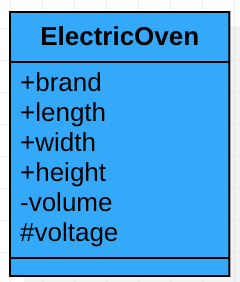 ElectricOven
+brand
+length
+width
+height
-volume
#voltage